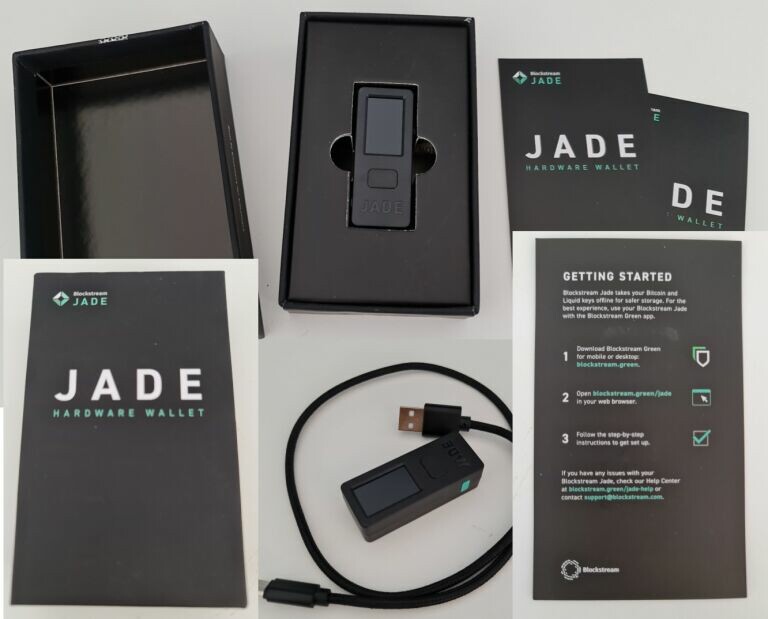 JADE
Blockstream
JADE
JADE
HARDWARE WALLET
E
DE
WALLET
Blockstream
JADE
JADE
HARDWARE WALLET
JADE
GETTING STARTED
Blockstream Jade takes your Bitcoin and
Liquid keys offline for safer storage. For the
best experience, use your Blockstream Jade
with the Blockstream Green app.
1 Download Blockstream Green
for mobile or desktop:
blockstream.green.
2 Open blockstream.green/jade
in your web browser.
3 Follow the step-by-step
instructions to get set up.
If you have any issues with your
Blockstream Jade, check our Help Center
at blockstream.green/jade-help or
contact support@blockstream.com.
Blockstream